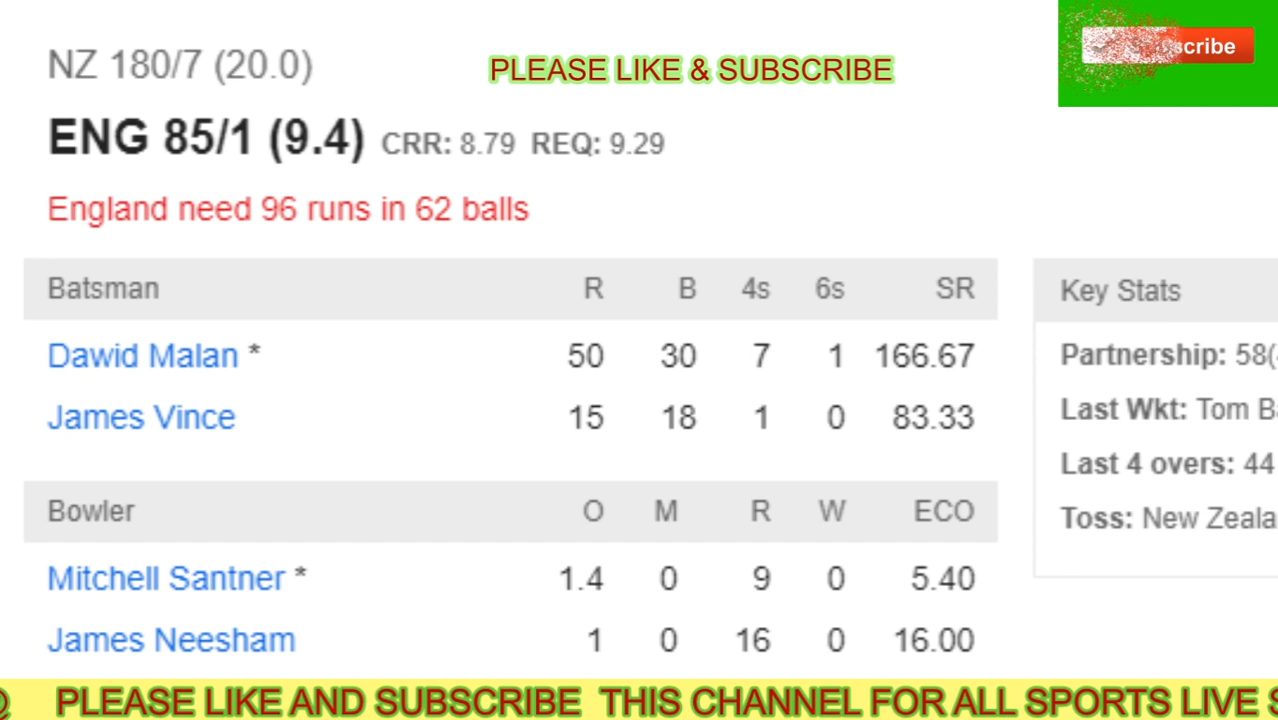 NZ 180/7 (20.0)
PLEASE LIKE & SUBSCRIBE
scribe
ENG 85/1 (9.4) CRR: 8.79 REQ: 9.29
England need 96 runs in 62 balls
Batsman R B 4s 6s SR
Dawid Malan * 50 30 7 1 166.67
James Vince 15 18 1 0 83.33
Bowler O M R W ECO
Mitchell Santner * 1.4 0 9 0 5.40
James Neesham 1 0 16 0 16.00
Key Stats
Partnership: 58(
Last Wkt: Tom B
Last 4 overs: 44
Toss: New Zeala
PLEASE LIKE AND SUBSCRIBE THIS CHANNEL FOR ALL SPORTS LIVE S